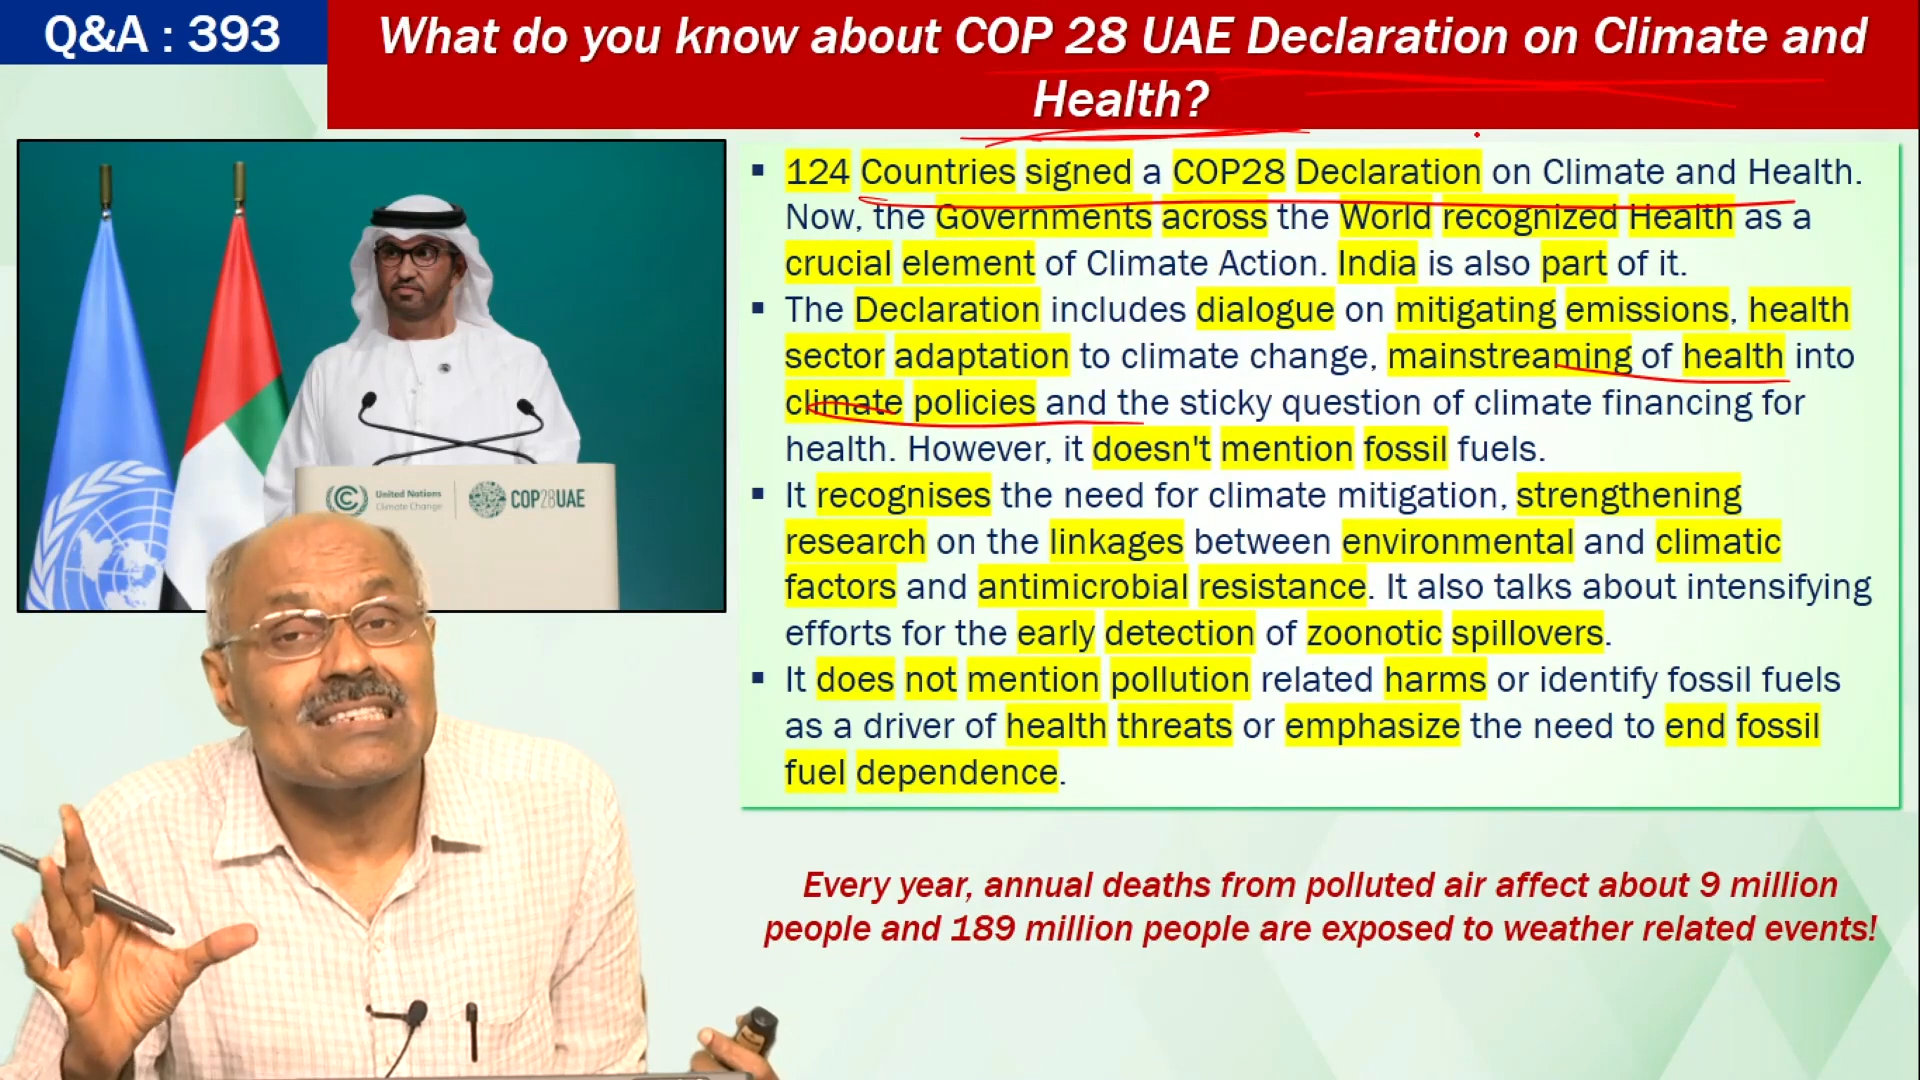 Q&A : 393
What do you know about COP 28 UAE Declaration on Climate and
Health?
▪ 124 Countries signed a COP28 Declaration on Climate and Health.
Now, the Governments across the World recognized Health as a
crucial element of Climate Action. India is also part of it.
▪ The Declaration includes dialogue on mitigating emissions, health
sector adaptation to climate change, mainstreaming of health into
climate policies and the sticky question of climate financing for
health. However, it doesn't mention fossil fuels.
▪ It recognises the need for climate mitigation, strengthening
research on the linkages between environmental and climatic
factors and antimicrobial resistance. It also talks about intensifying
efforts for the early detection of zoonotic spillovers.
▪ It does not mention pollution related harms or identify fossil fuels
as a driver of health threats or emphasize the need to end fossil
fuel dependence.
Every year, annual deaths from polluted air affect about 9 million
people and 189 million people are exposed to weather related events!
United Nations
Climate Change
COP28UAE